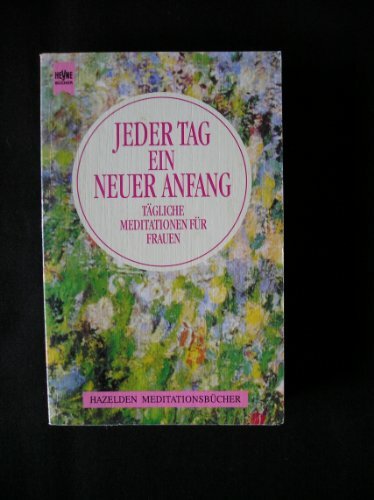 HEYNE
BÜCHER
JEDER TAG
EIN
NEUER ANFANG
TÄGLICHE
MEDITATIONEN FÜR
FRAUEN
HAZELDEN MEDITATIONSBÜCHER